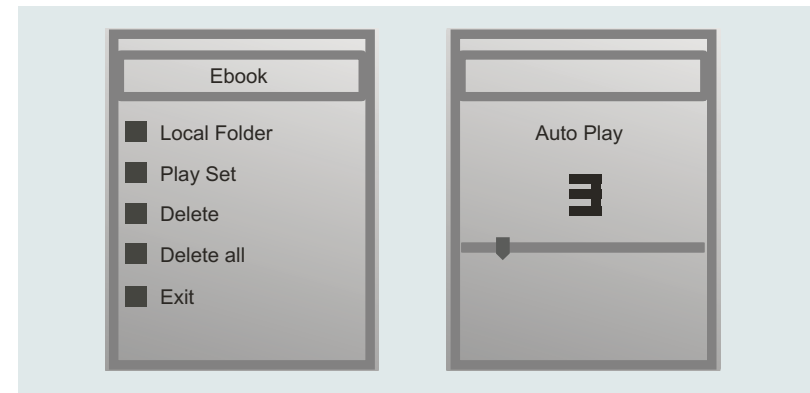 Ebook
Local Folder
Play Set
Delete
Delete all
Exit
Auto Play
3